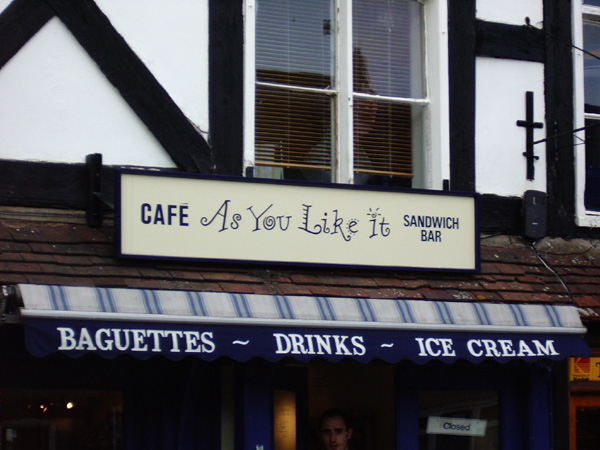 CAFÉ As You Like it SANDWICH BAR
BAGUETTES ~ DRINKS ~ ICE CREAM
Closed